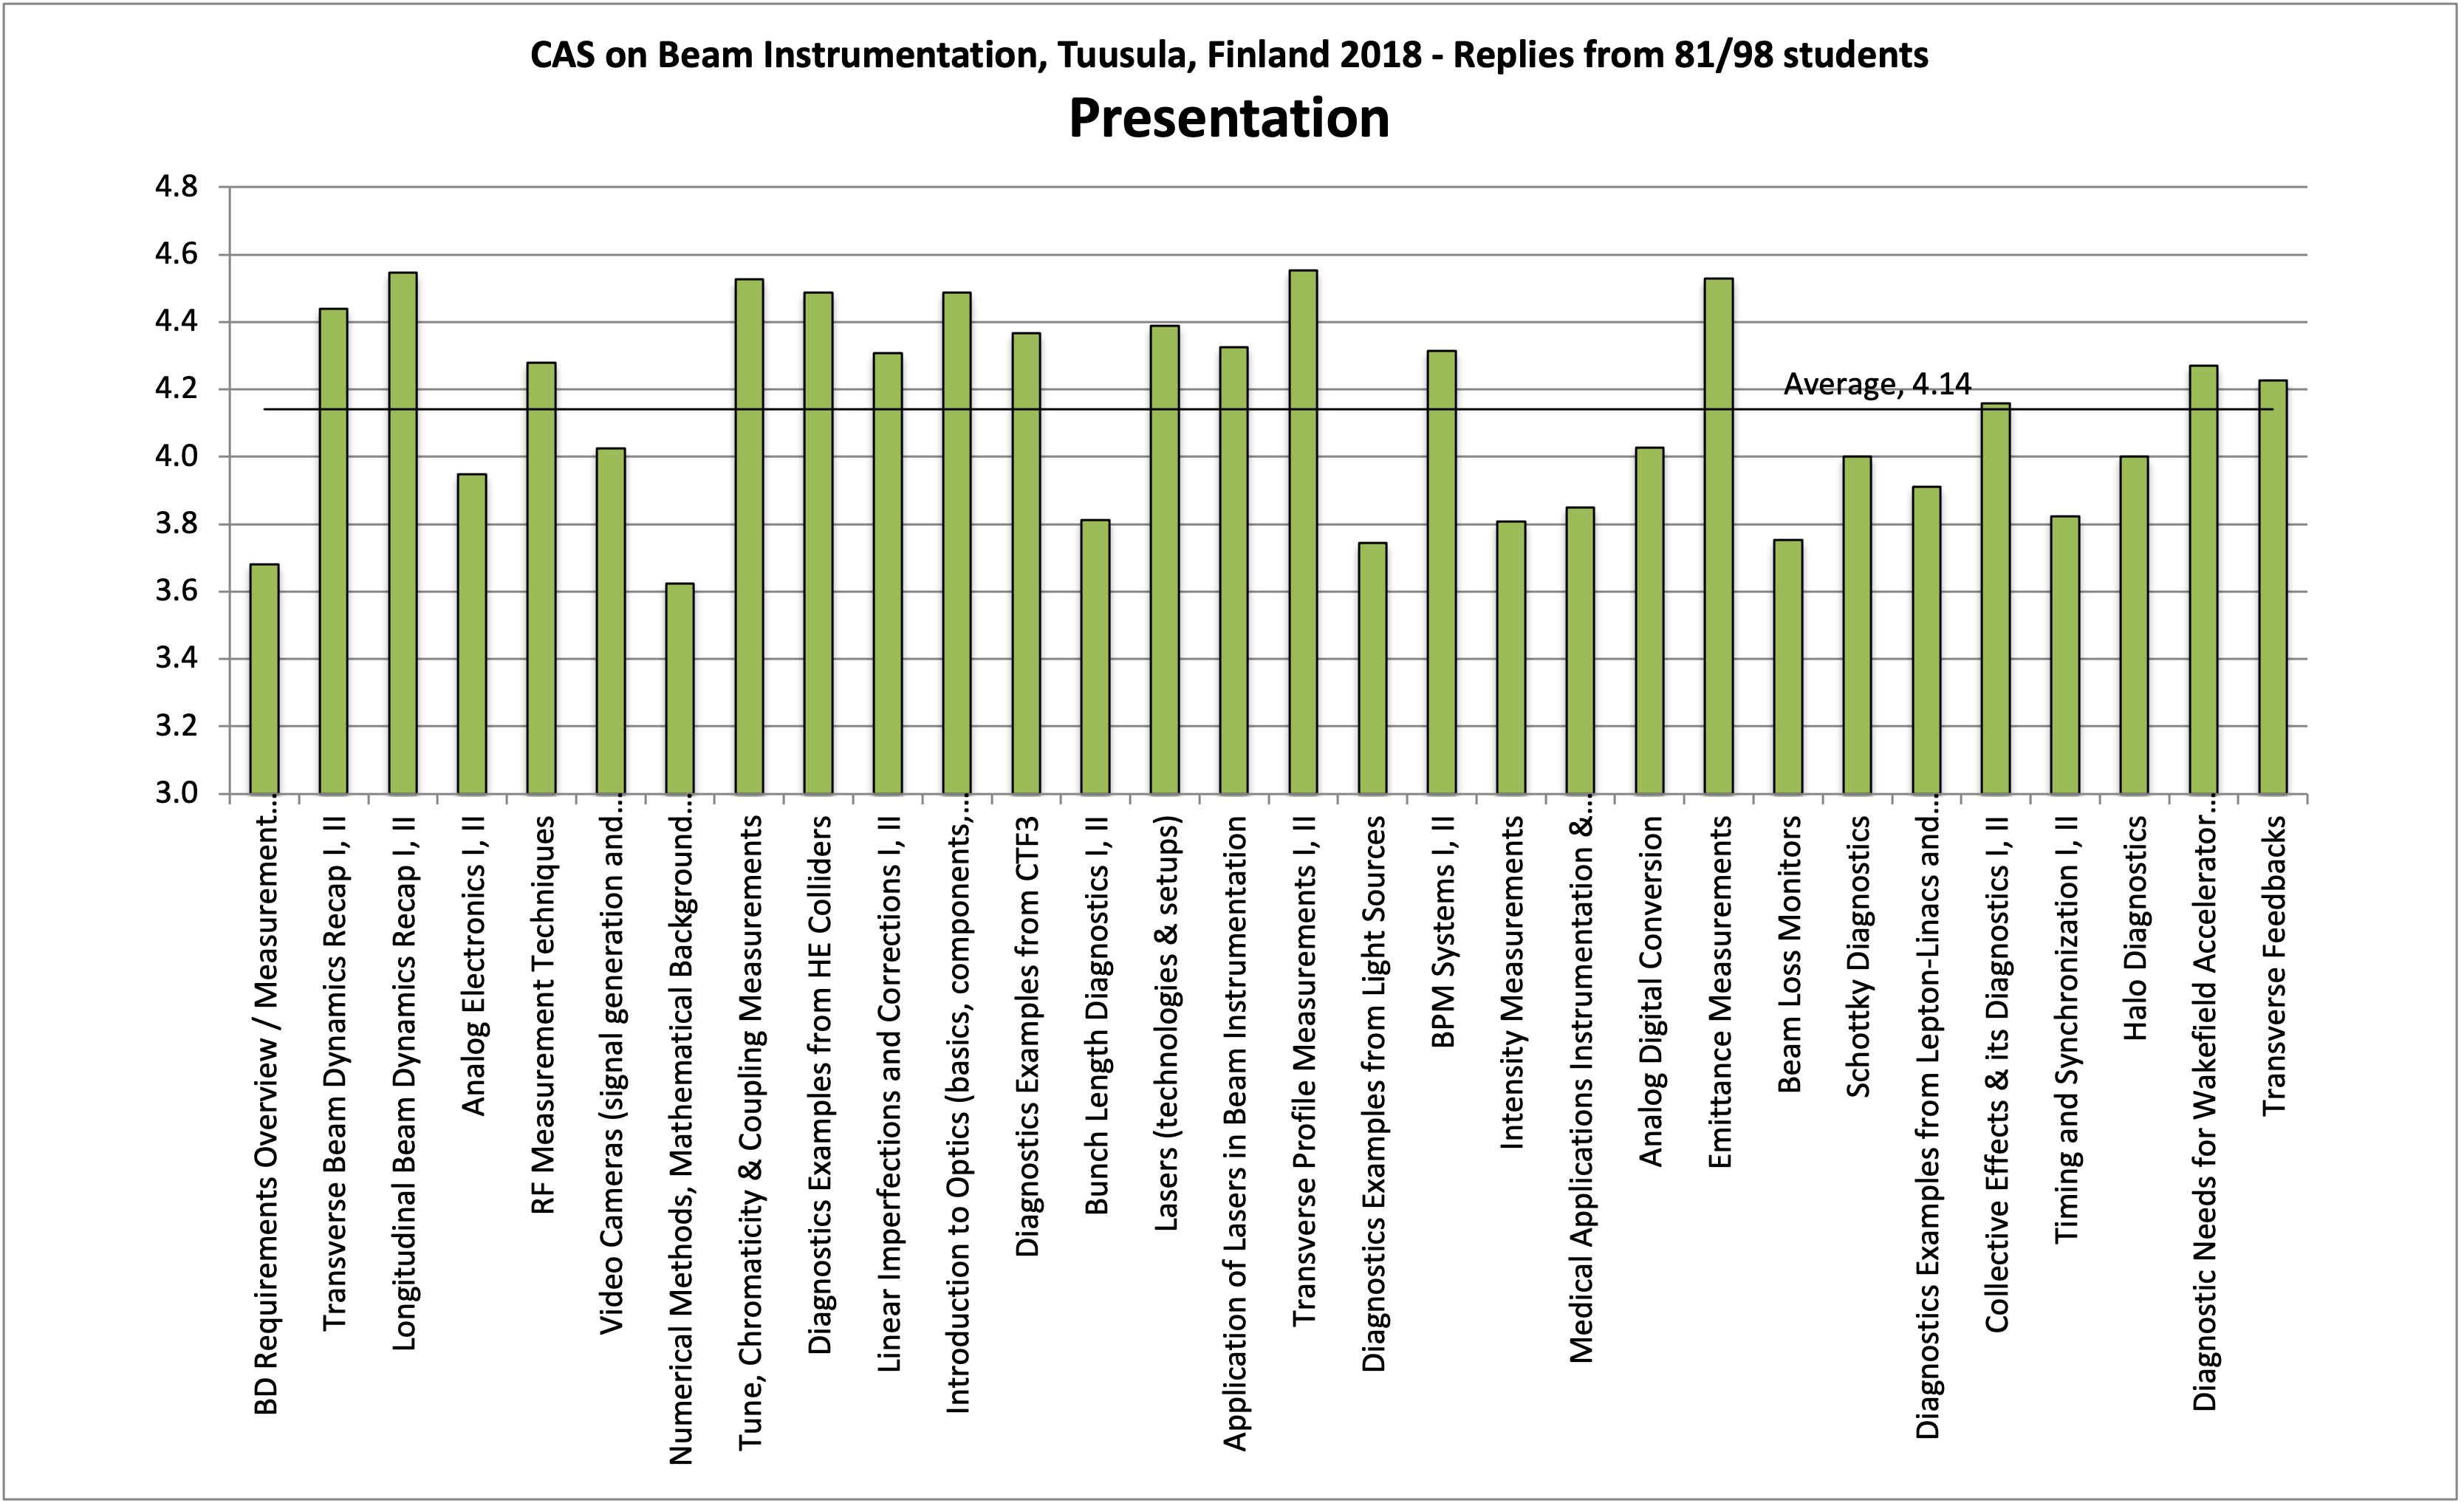 CAS on Beam Instrumentation, Tuusula, Finland 2018 - Replies from 81/98 students
Presentation
4.8
4.6
4.4
4.2
4.0
3.8
3.6
3.4
3.2
3.0
Average, 4.14
BD Requirements Overview / Measurement...
Transverse Beam Dynamics Recap I, II
Longitudinal Beam Dynamics Recap I, II
Analog Electronics I, II
RF Measurement Techniques
Video Cameras (signal generation and...
Numerical Methods, Mathematical Background...
Tune, Chromaticity & Coupling Measurements
Diagnostics Examples from HE Colliders
Linear Imperfections and Corrections I, II
Introduction to Optics (basics, components,...
Diagnostics Examples from CTF3
Bunch Length Diagnostics I, II
Lasers (technologies & setups)
Application of Lasers in Beam Instrumentation
Transverse Profile Measurements I, II
Diagnostics Examples from Light Sources
BPM Systems I, II
Intensity Measurements
Medical Applications Instrumentation &...
Analog Digital Conversion
Emittance Measurements
Beam Loss Monitors
Schottky Diagnostics
Diagnostics Examples from Lepton-Linacs and...
Collective Effects & its Diagnostics I, II
Timing and Synchronization I, II
Halo Diagnostics
Diagnostic Needs for Wakefield Accelerator...
Transverse Feedbacks